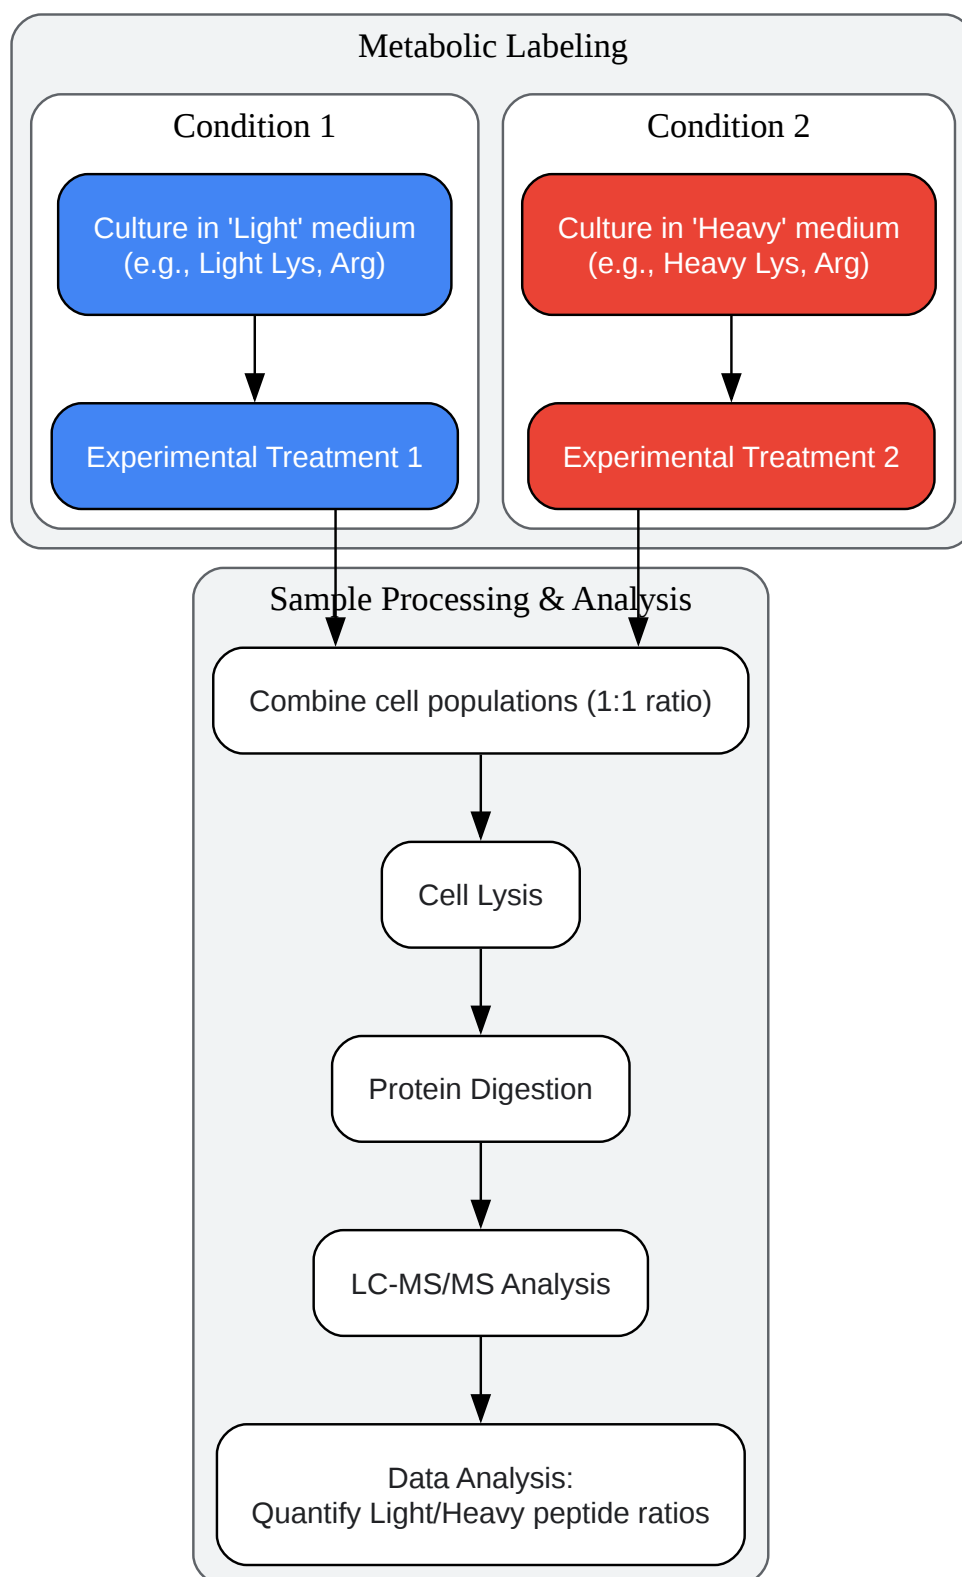 Metabolic Labeling
Condition 1
Condition 2
Culture in 'Light' medium
(e.g., Light Lys, Arg)
Culture in 'Heavy' medium
(e.g., Heavy Lys, Arg)
Experimental Treatment 1
Experimental Treatment 2
Sample Processing & Analysis
Combine cell populations (1:1 ratio)
Cell Lysis
Protein Digestion
LC-MS/MS Analysis
Data Analysis:
Quantify Light/Heavy peptide ratios